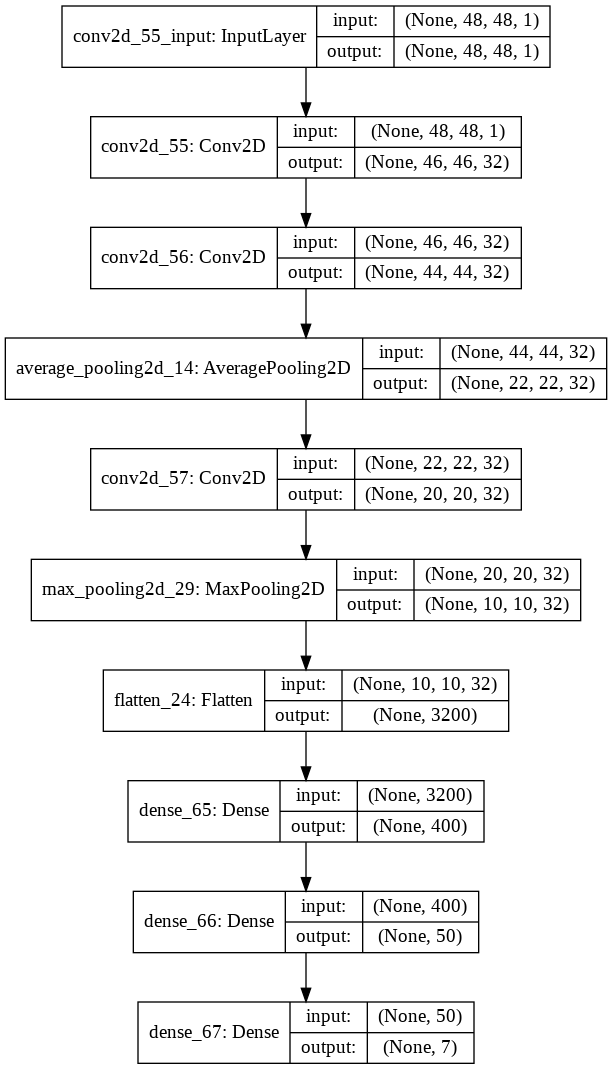 conv2d_55_input: InputLayer
input: (None, 48, 48, 1)
output: (None, 48, 48, 1)
conv2d_55: Conv2D
input: (None, 48, 48, 1)
output: (None, 46, 46, 32)
conv2d_56: Conv2D
input: (None, 46, 46, 32)
output: (None, 44, 44, 32)
average_pooling2d_14: AveragePooling2D
input: (None, 44, 44, 32)
output: (None, 22, 22, 32)
conv2d_57: Conv2D
input: (None, 22, 22, 32)
output: (None, 20, 20, 32)
max_pooling2d_29: MaxPooling2D
input: (None, 20, 20, 32)
output: (None, 10, 10, 32)
flatten_24: Flatten
input: (None, 10, 10, 32)
output: (None, 3200)
dense_65: Dense
input: (None, 3200)
output: (None, 400)
dense_66: Dense
input: (None, 400)
output: (None, 50)
dense_67: Dense
input: (None, 50)
output: (None, 7)